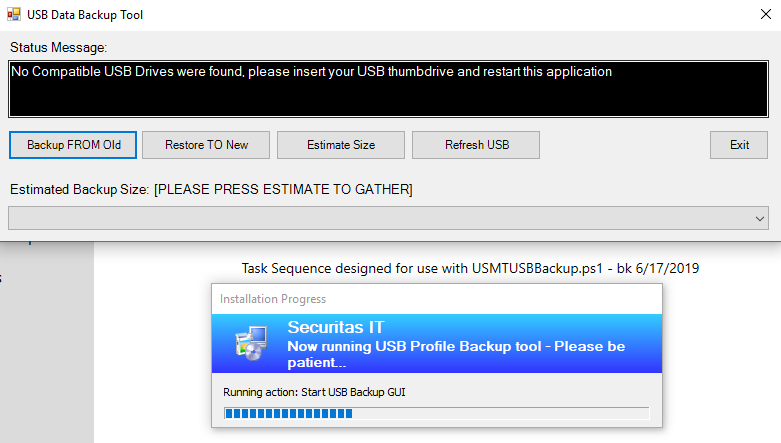 USB Data Backup Tool
Status Message:
No Compatible USB Drives were found, please insert your USB thumbdrive and restart this application
Backup FROM Old
Restore TO New
Estimate Size
Refresh USB
Exit
Estimated Backup Size: [PLEASE PRESS ESTIMATE TO GATHER]
Task Sequence designed for use with USMTUSBBackup.ps1 - bk 6/17/2019
Installation Progress
Securitas IT
Now running USB Profile Backup tool - Please be
patient...
Running action: Start USB Backup GUI